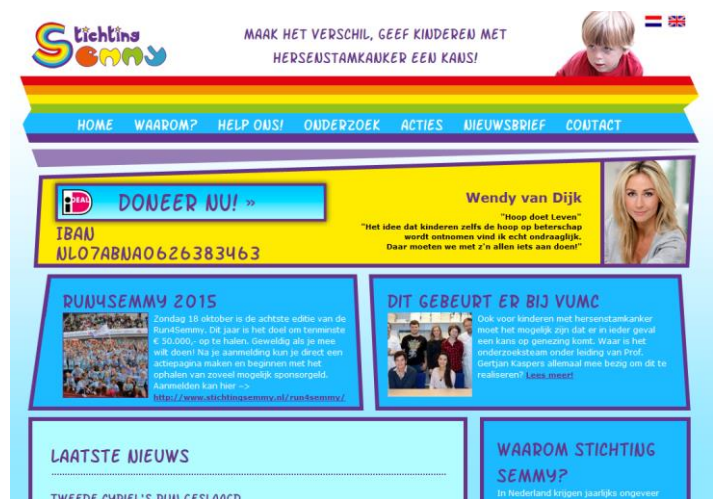 Stichting
Semmy
MAAK HET VERSCHIL, GEEF KINDEREN MET
HERSENSTAMKANKER EEN KANS!
HOME WAAROM? HELP ONS! ONDERZOEK ACTIES NIEUWSBRIEF CONTACT
iDEAL
DONEER NU! »
IBAN
NL07ABNA0626383463
Wendy van Dijk
"Hoop doet Leven"
"Het idee dat kinderen zelfs de hoop op beterschap
wordt ontnomen vind ik echt ondraaglijk.
Daar moeten we met z'n allen iets aan doen!"
RUN4SEMMY 2015
Zondag 18 oktober is de achtste editie van de
Run4Semmy. Dit jaar is het doel om tenminste
€ 50.000,- op te halen. Geweldig als je mee
wilt doen! Na je aanmelding kun je direct een
actiepagina maken en beginnen met het
ophalen van zoveel mogelijk sponsorgeld.
Aanmelden kan hier -->
http://www.stichtingsemmy.nl/run4semmy/
DIT GEBEURT ER BIJ VUMC
Ook voor kinderen met hersenstamkanker
moet het mogelijk zijn dat er in ieder geval
een kans op genezing komt. Waar is het
onderzoeksteam onder leiding van Prof.
Gertjan Kaspers allemaal mee bezig om dit te
realiseren? Lees meer!
LAATSTE NIEUWS
TWEEDE CYRIEL'S RUN GESLAAGD
WAAROM STICHTING
SEMMY?
In Nederland krijgen jaarlijks ongeveer